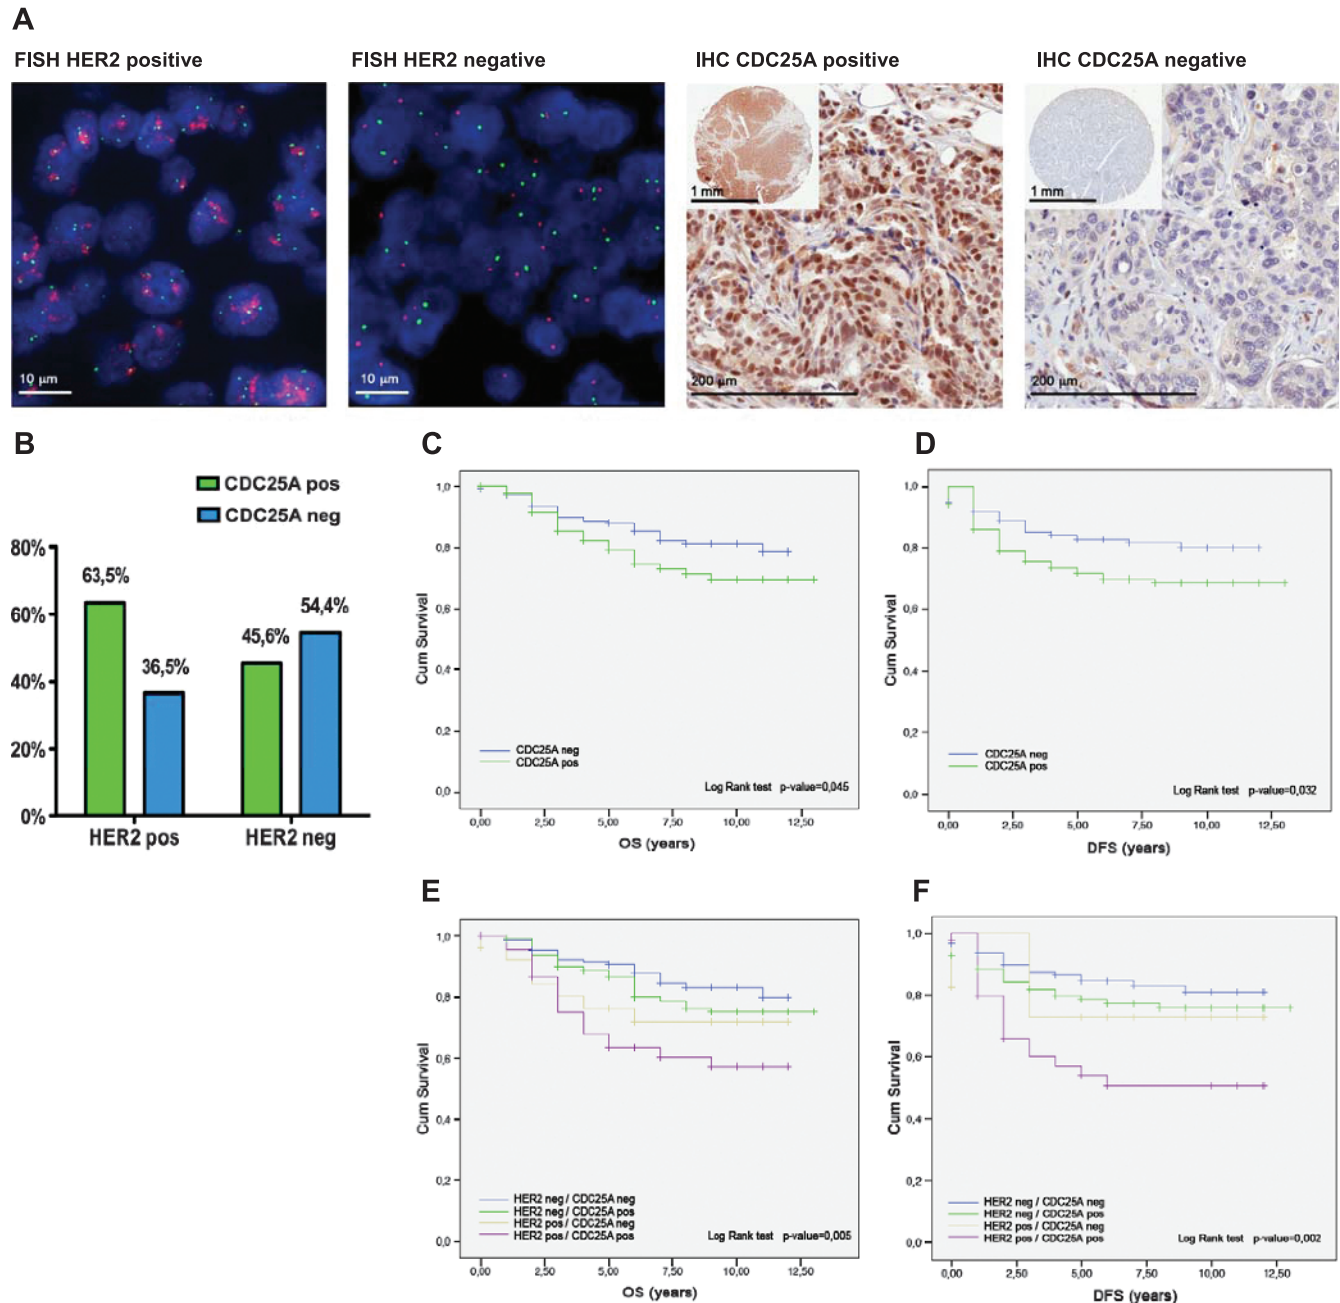 A
FISH HER2 positive
FISH HER2 negative
IHC CDC25A positive
IHC CDC25A negative
10 µm
10 µm
1 mm
200 µm
1 mm
200 µm
B
CDC25A pos
CDC25A neg
80%
60%
40%
20%
0%
63,5%
36,5%
45,6%
54,4%
HER2 pos
HER2 neg
C
Cum Survival
1,0
0,8
0,6
0,4
0,2
0,0
CDC25A neg
CDC25A pos
Log Rank test p-value=0,045
0,00 2,50 5,00 7,50 10,00 12,50
OS (years)
D
Cum Survival
1,0
0,8
0,6
0,4
0,2
0,0
CDC25A neg
CDC25A pos
Log Rank test p-value=0,032
0,00 2,50 5,00 7,50 10,00 12,50
DFS (years)
E
Cum Survival
1,0
0,8
0,6
0,4
0,2
0,0
HER2 neg / CDC25A neg
HER2 neg / CDC25A pos
HER2 pos / CDC25A neg
HER2 pos / CDC25A pos
Log Rank test p-value=0,005
0,00 2,50 5,00 7,50 10,00 12,50
OS (years)
F
Cum Survival
1,0
0,8
0,6
0,4
0,2
0,0
HER2 neg / CDC25A neg
HER2 neg / CDC25A pos
HER2 pos / CDC25A neg
HER2 pos / CDC25A pos
Log Rank test p-value=0,002
0,00 2,50 5,00 7,50 10,00 12,50
DFS (years)